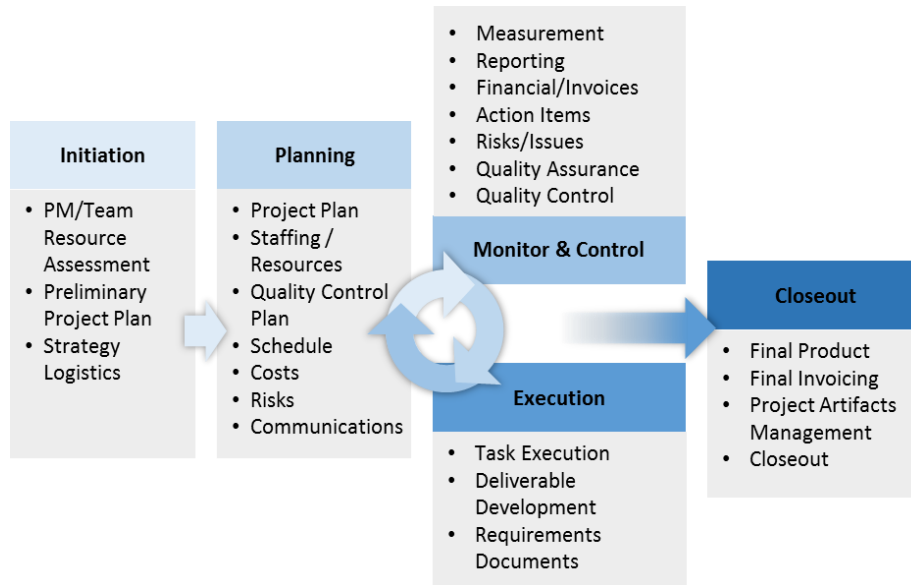 Initiation
• PM/Team
Resource
Assessment
• Preliminary
Project Plan
• Strategy
Logistics
Planning
• Project Plan
• Staffing /
Resources
• Quality Control
Plan
• Schedule
• Costs
• Risks
• Communications
• Measurement
• Reporting
• Financial/Invoices
• Action Items
• Risks/Issues
• Quality Assurance
• Quality Control
Monitor & Control
Execution
• Task Execution
• Deliverable
Development
• Requirements
Documents
Closeout
• Final Product
• Final Invoicing
• Project Artifacts
Management
• Closeout